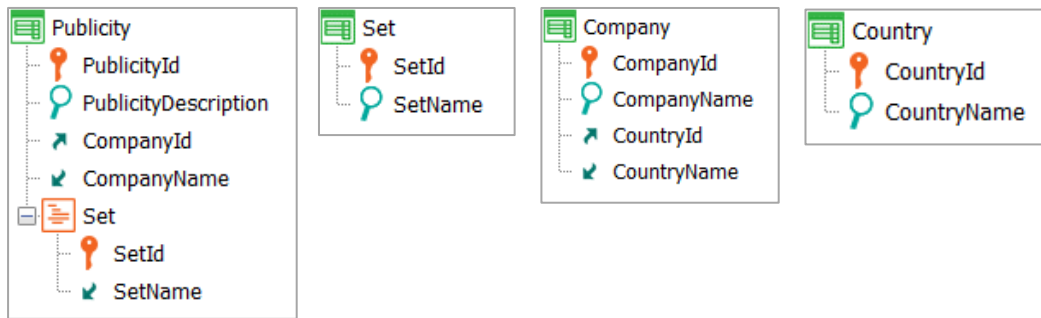 Publicity
PublicityId
PublicityDescription
CompanyId
CompanyName
Set
SetId
SetName
Set
SetId
SetName
Company
CompanyId
CompanyName
CountryId
CountryName
Country
CountryId
CountryName